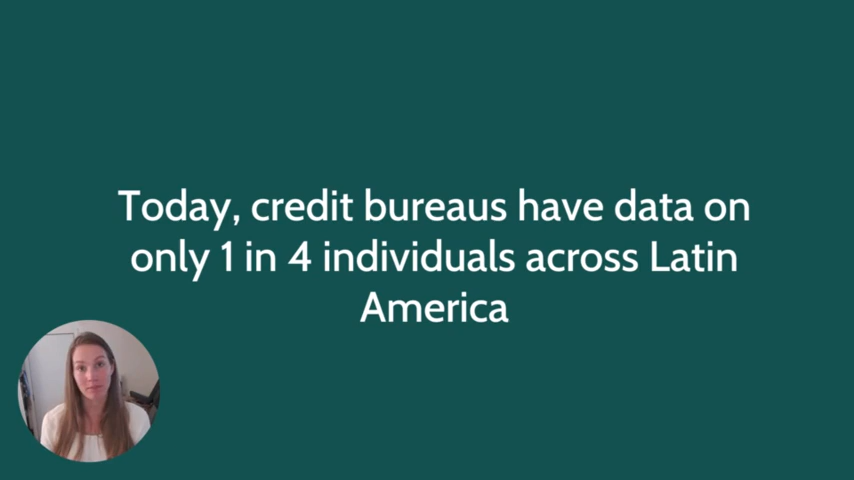 Today, credit bureaus have data on
only 1 in 4 individuals across Latin
America